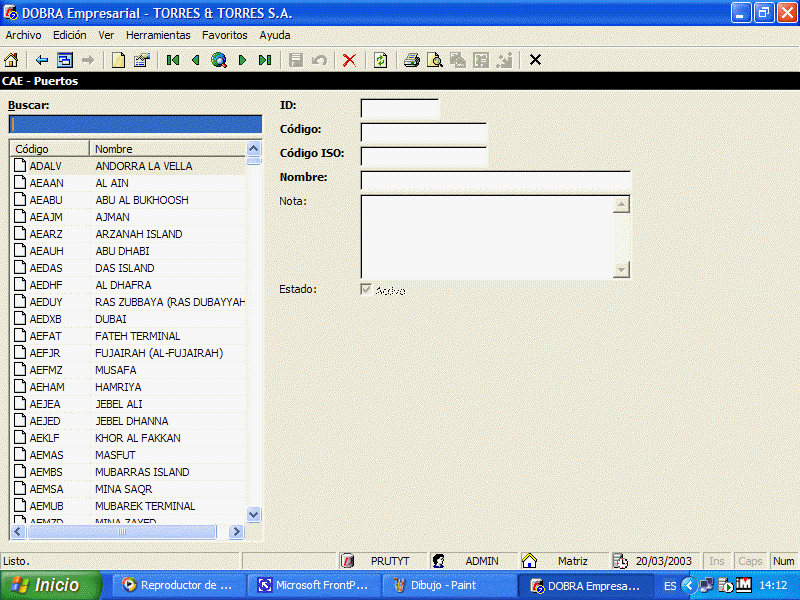 DOBRA Empresarial - TORRES & TORRES S.A.
Archivo Edición Ver Herramientas Favoritos Ayuda
CAE - Puertos
Buscar:
Código Nombre
ADALV ANDORRA LA VELLA
AEAAN AL AIN
AEABU ABU AL BUKHOOSH
AEAJM AJMAN
AEARZ ARZANAH ISLAND
AEAUH ABU DHABI
AEDAS DAS ISLAND
AEDHF AL DHAFRA
AEDUY RAS ZUBBAYA (RAS DUBAYYAH
AEDXB DUBAI
AEFAT FATEH TERMINAL
AEFJR FUJAIRAH (AL-FUJAIRAH)
AEFMZ MUSAFA
AEHAM HAMRIYA
AEJEA JEBEL ALI
AEJED JEBEL DHANNA
AEKLF KHOR AL FAKKAN
AEMAS MASFUT
AEMBS MUBARRAS ISLAND
AEMSA MINA SAQR
AEMUB MUBAREK TERMINAL
AEMZD MINA ZAYED
ID:
Código:
Código ISO:
Nombre:
Nota:
Estado: Activo
Listo. PRUTYT ADMIN Matriz 20/03/2003 Ins Caps Num
Inicio Reproductor de ... Microsoft FrontP... Dibujo - Paint DOBRA Empresa... ES 14:12